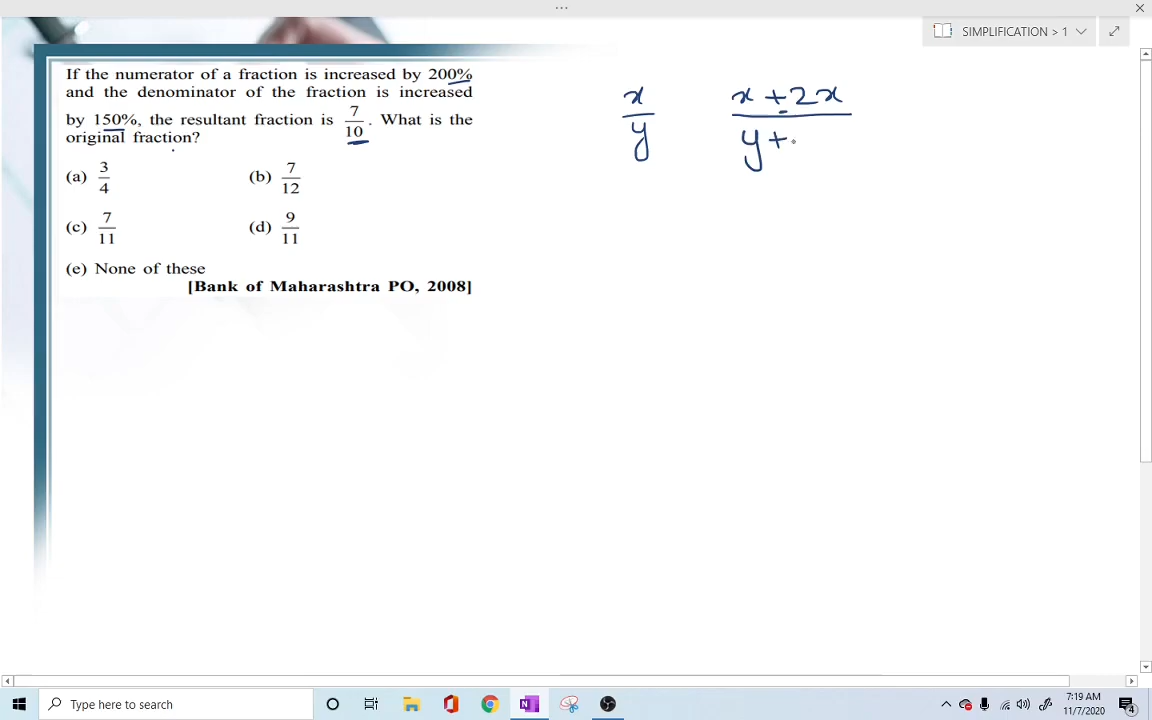 ...
SIMPLIFICATION > 1
If the numerator of a fraction is increased by 200%
and the denominator of the fraction is increased
by 150%, the resultant fraction is 7/10. What is the
original fraction?
(a) 3/4 (b) 7/12
(c) 7/11 (d) 9/11
(e) None of these
[Bank of Maharashtra PO, 2008]
x/y
x + 2x
y +
Type here to search
7:19 AM
11/7/2020
4